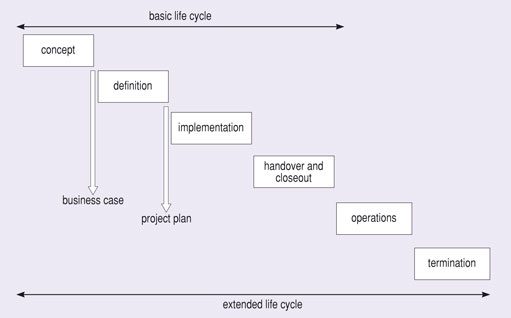 basic life cycle
concept
definition
implementation
handover and
closeout
business case
project plan
operations
termination
extended life cycle